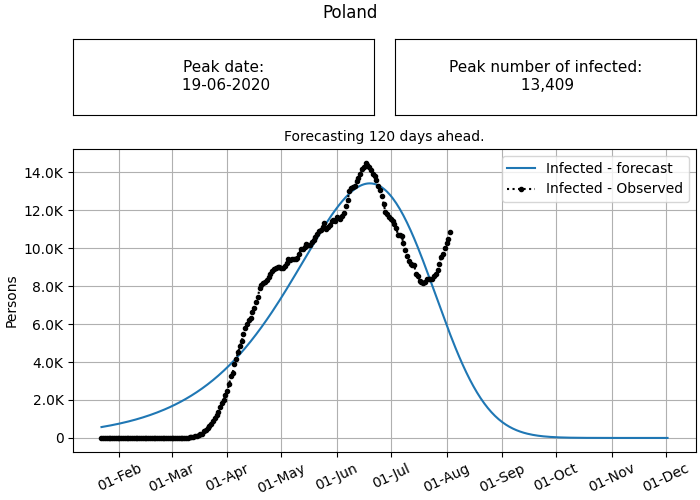 Poland
Peak date:
19-06-2020
Peak number of infected:
13,409
Forecasting 120 days ahead.
Infected - forecast
Infected - Observed
14.0K
12.0K
10.0K
8.0K
6.0K
4.0K
2.0K
0
Persons
01-Feb
01-Mar
01-Apr
01-May
01-Jun
01-Jul
01-Aug
01-Sep
01-Oct
01-Nov
01-Dec